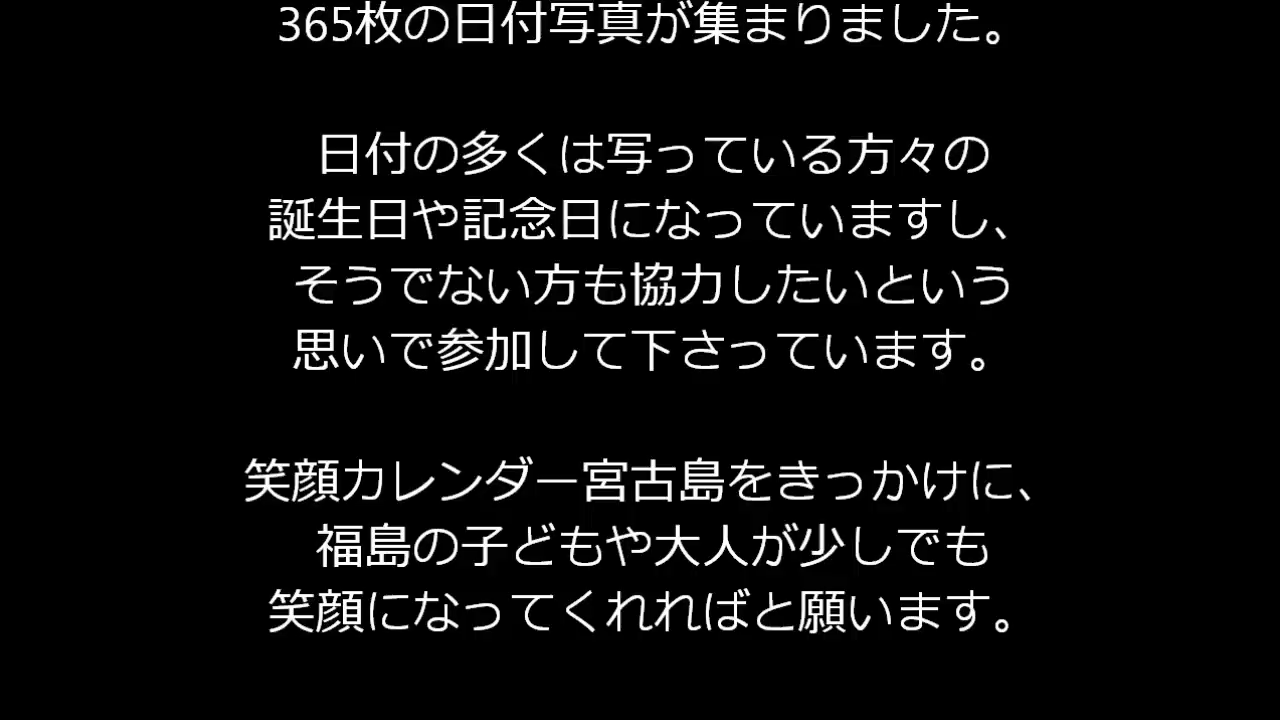 365枚の日付写真が集まりました。
日付の多くは写っている方々の
誕生日や記念日になっていますし、
そうでない方も協力したいという
思いで参加して下さっています。
笑顔カレンダー宮古島をきっかけに、
福島の子どもや大人が少しでも
笑顔になってくれればと願います。